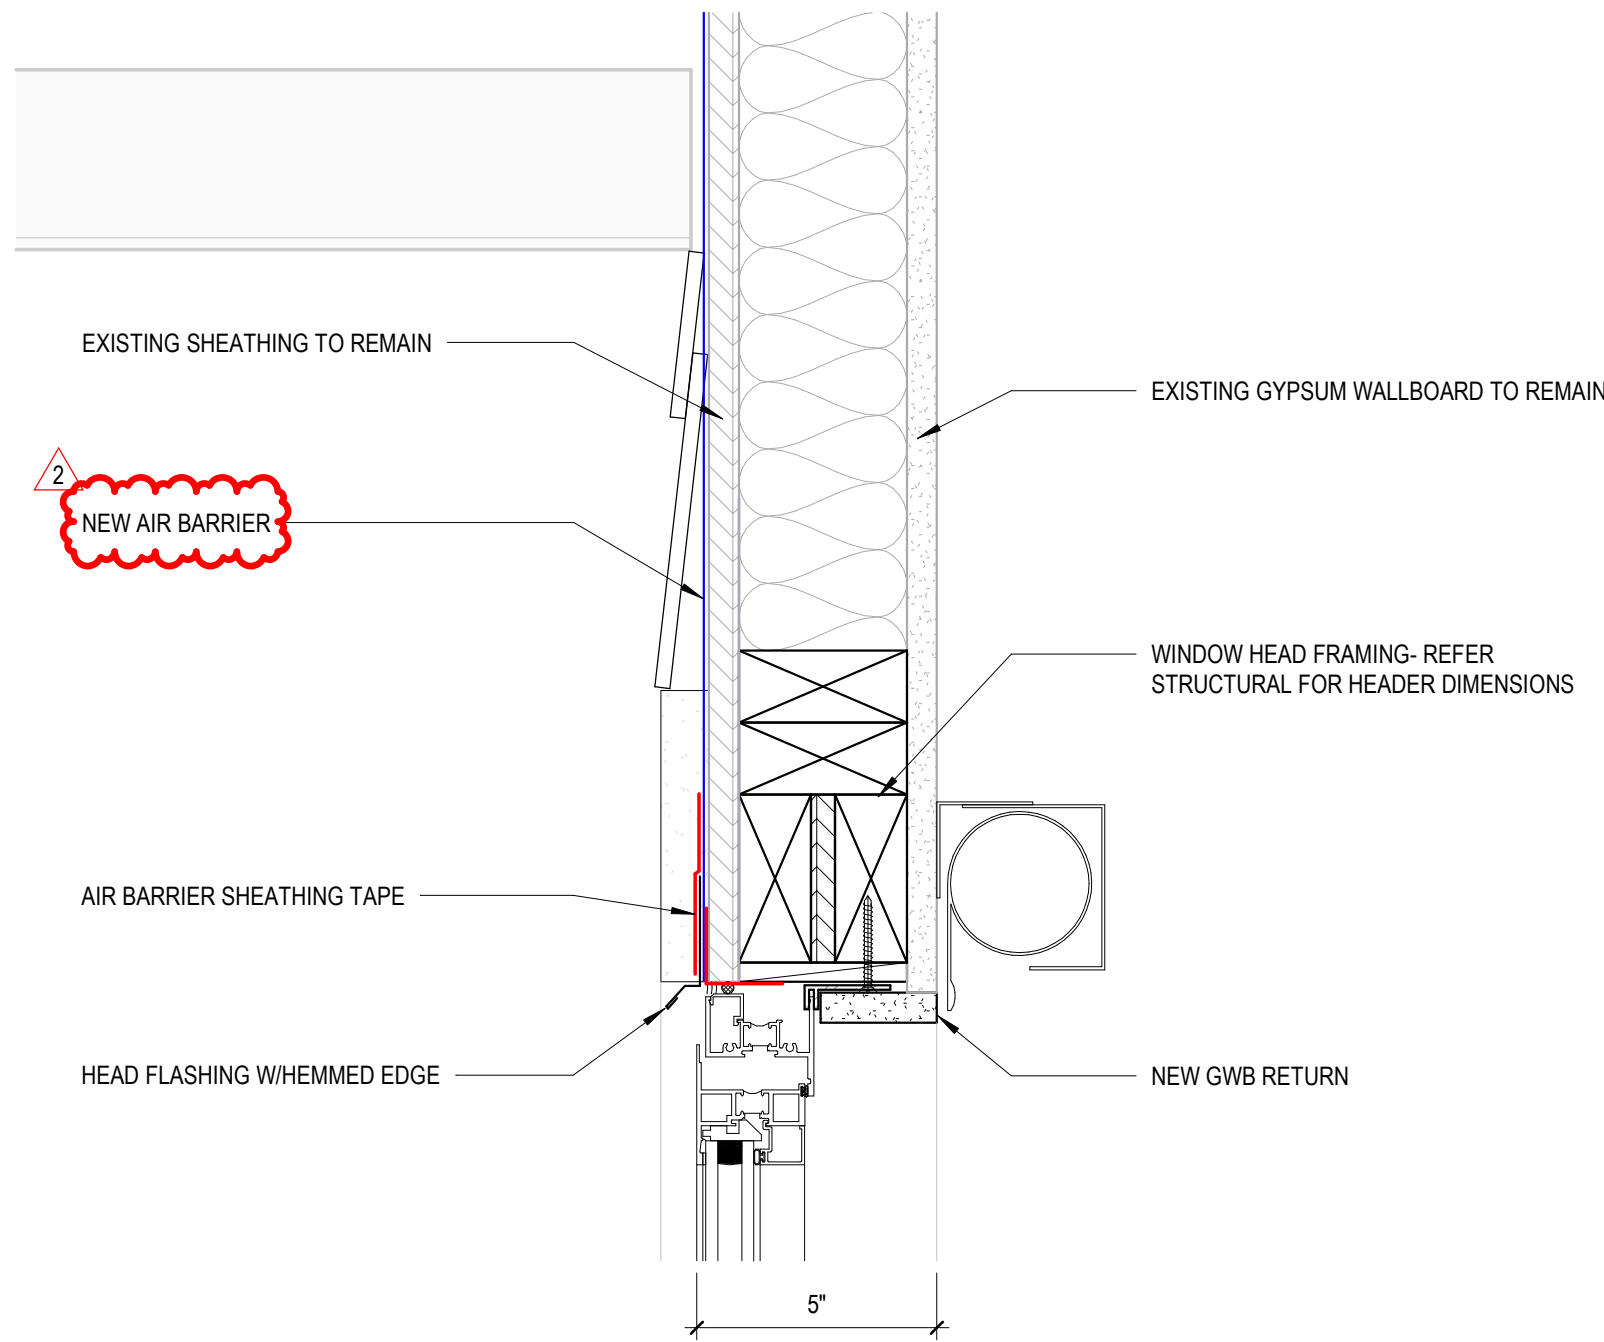 EXISTING SHEATHING TO REMAIN
EXISTING GYPSUM WALLBOARD TO REMAIN
2
NEW AIR BARRIER
WINDOW HEAD FRAMING- REFER
STRUCTURAL FOR HEADER DIMENSIONS
AIR BARRIER SHEATHING TAPE
HEAD FLASHING W/HEMMED EDGE
NEW GWB RETURN
5"